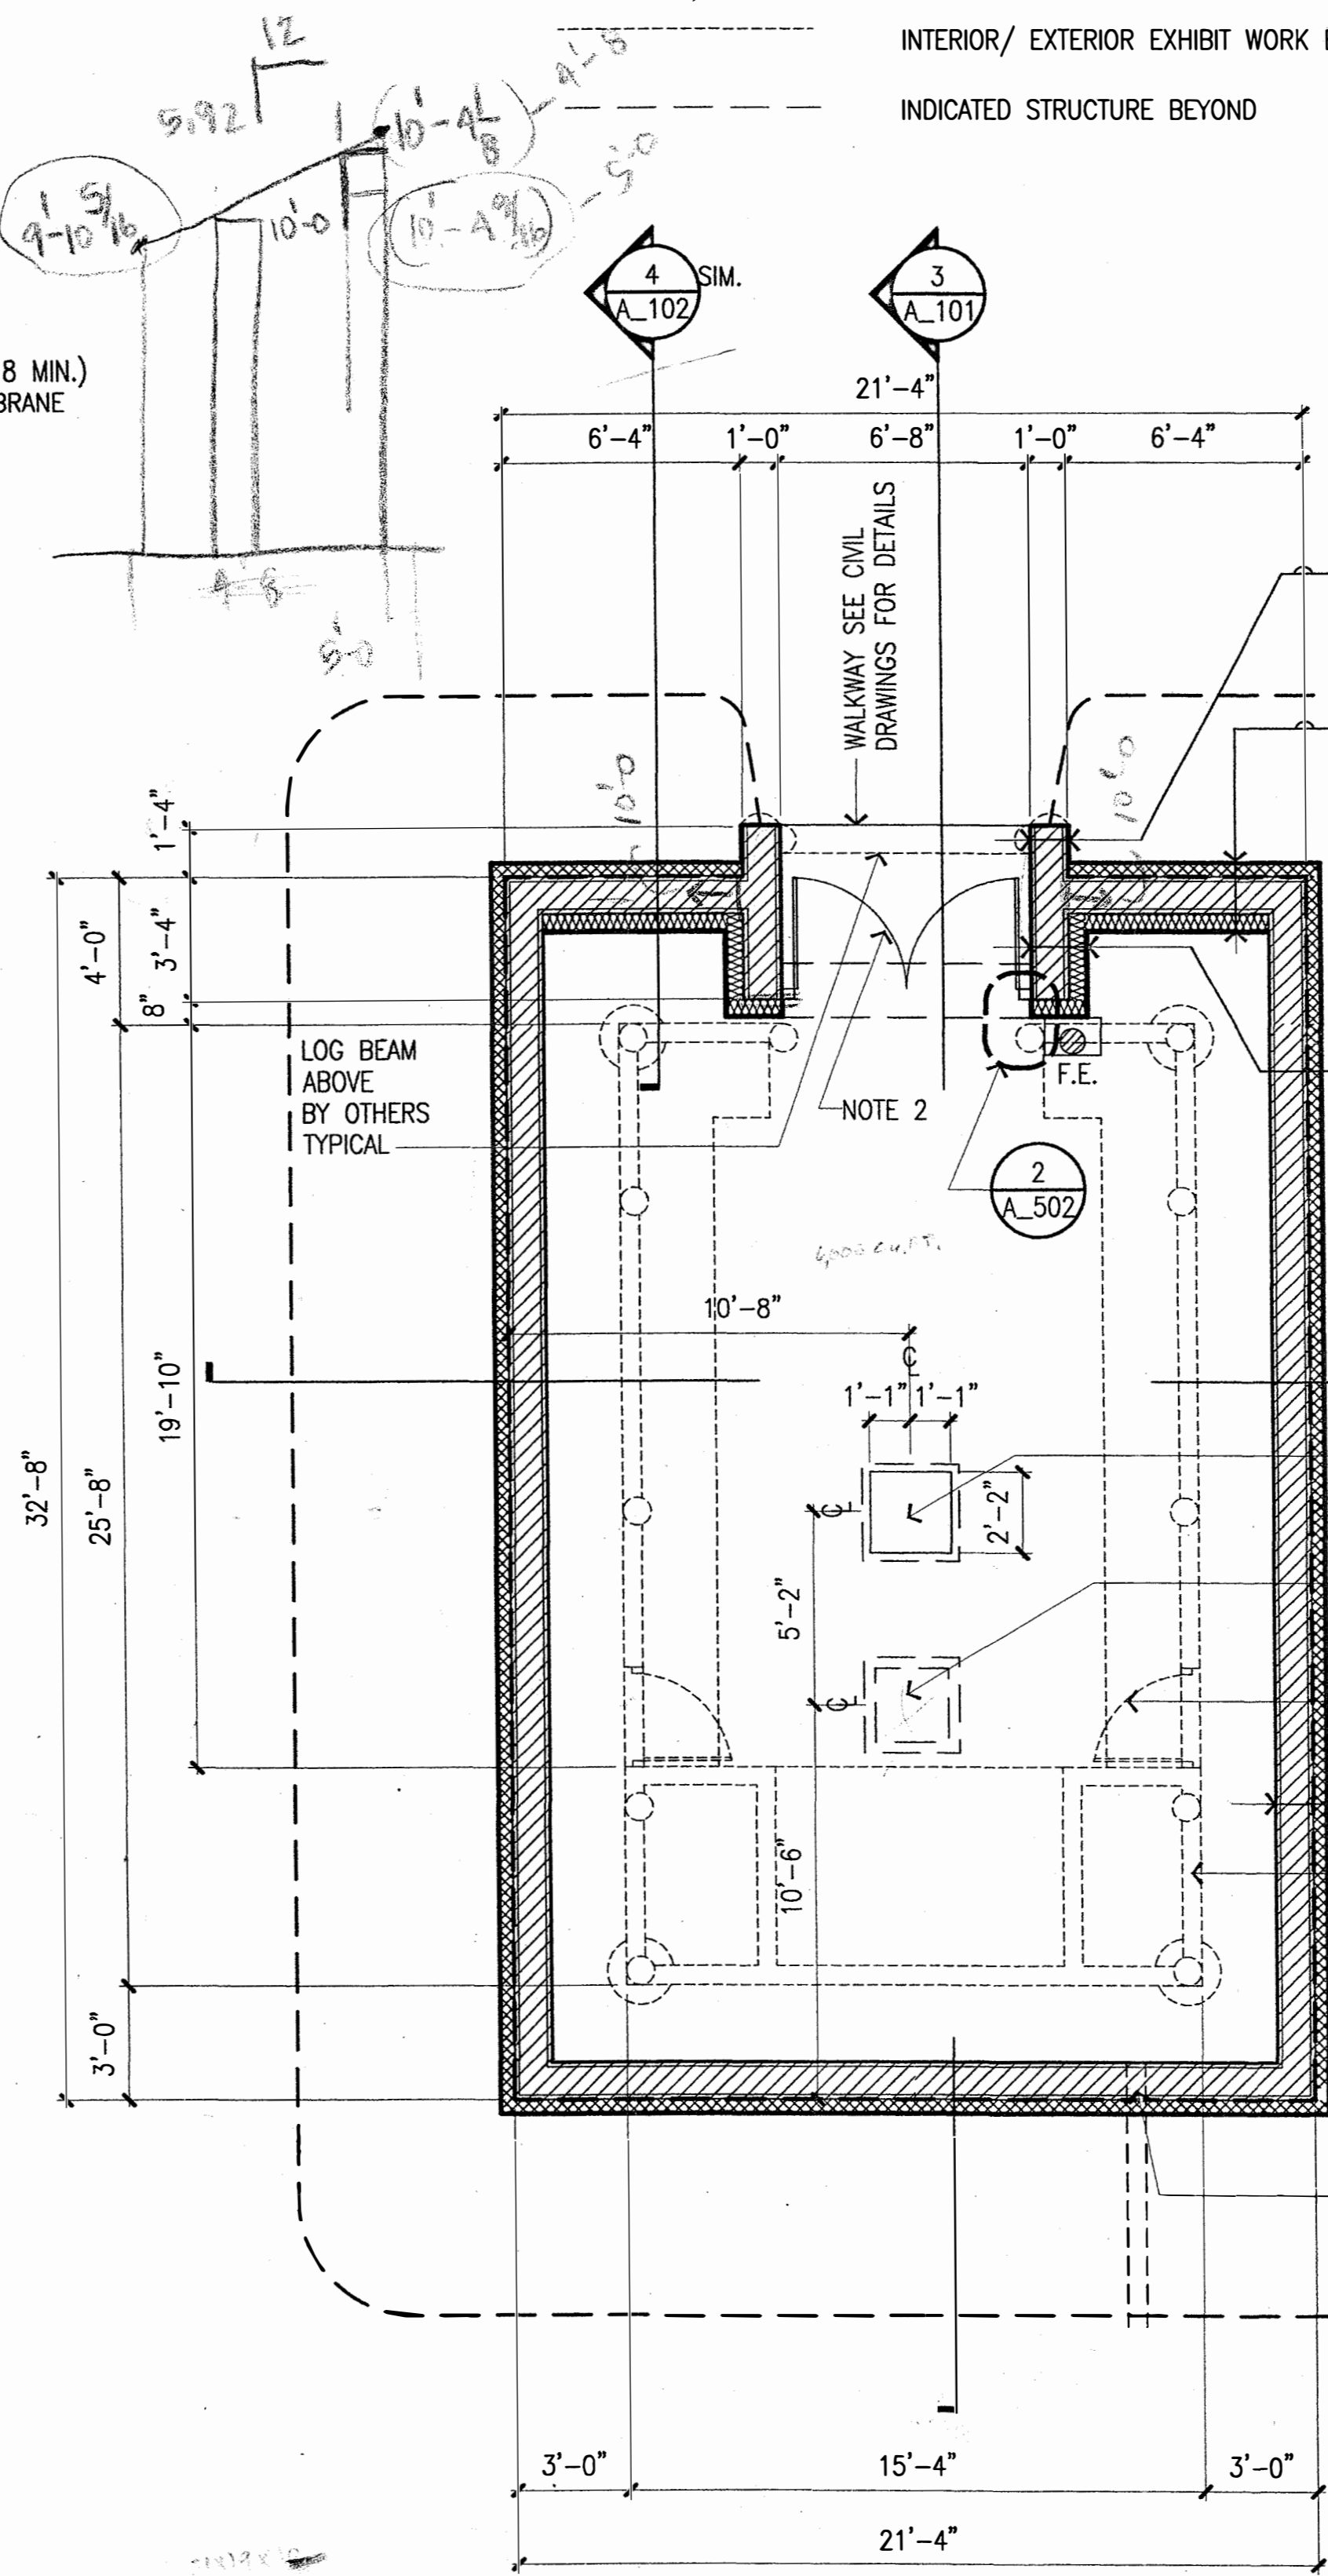 INTERIOR/ EXTERIOR EXHIBIT WORK
INDICATED STRUCTURE BEYOND
12
5.92
10'-4 1/8
4'-8
9'-10 5/16
10'-0
(10'-4 9/16)
5'-0
8 MIN.)
BRANE
4'-8
5'-0
4
A_102
SIM.
3
A_101
21'-4"
6'-4"
1'-0"
6'-8"
1'-0"
6'-4"
WALKWAY SEE CIVIL
DRAWINGS FOR DETAILS
10'-0
10'-0
1'-4"
4'-0"
3'-4"
8"
LOG BEAM
ABOVE
BY OTHERS
TYPICAL
NOTE 2
F.E.
2
A_502
10'-8"
1'-1"
1'-1"
2'-2"
32'-8"
25'-8"
19'-10"
5'-2"
10'-6"
3'-0"
3'-0"
15'-4"
3'-0"
21'-4"